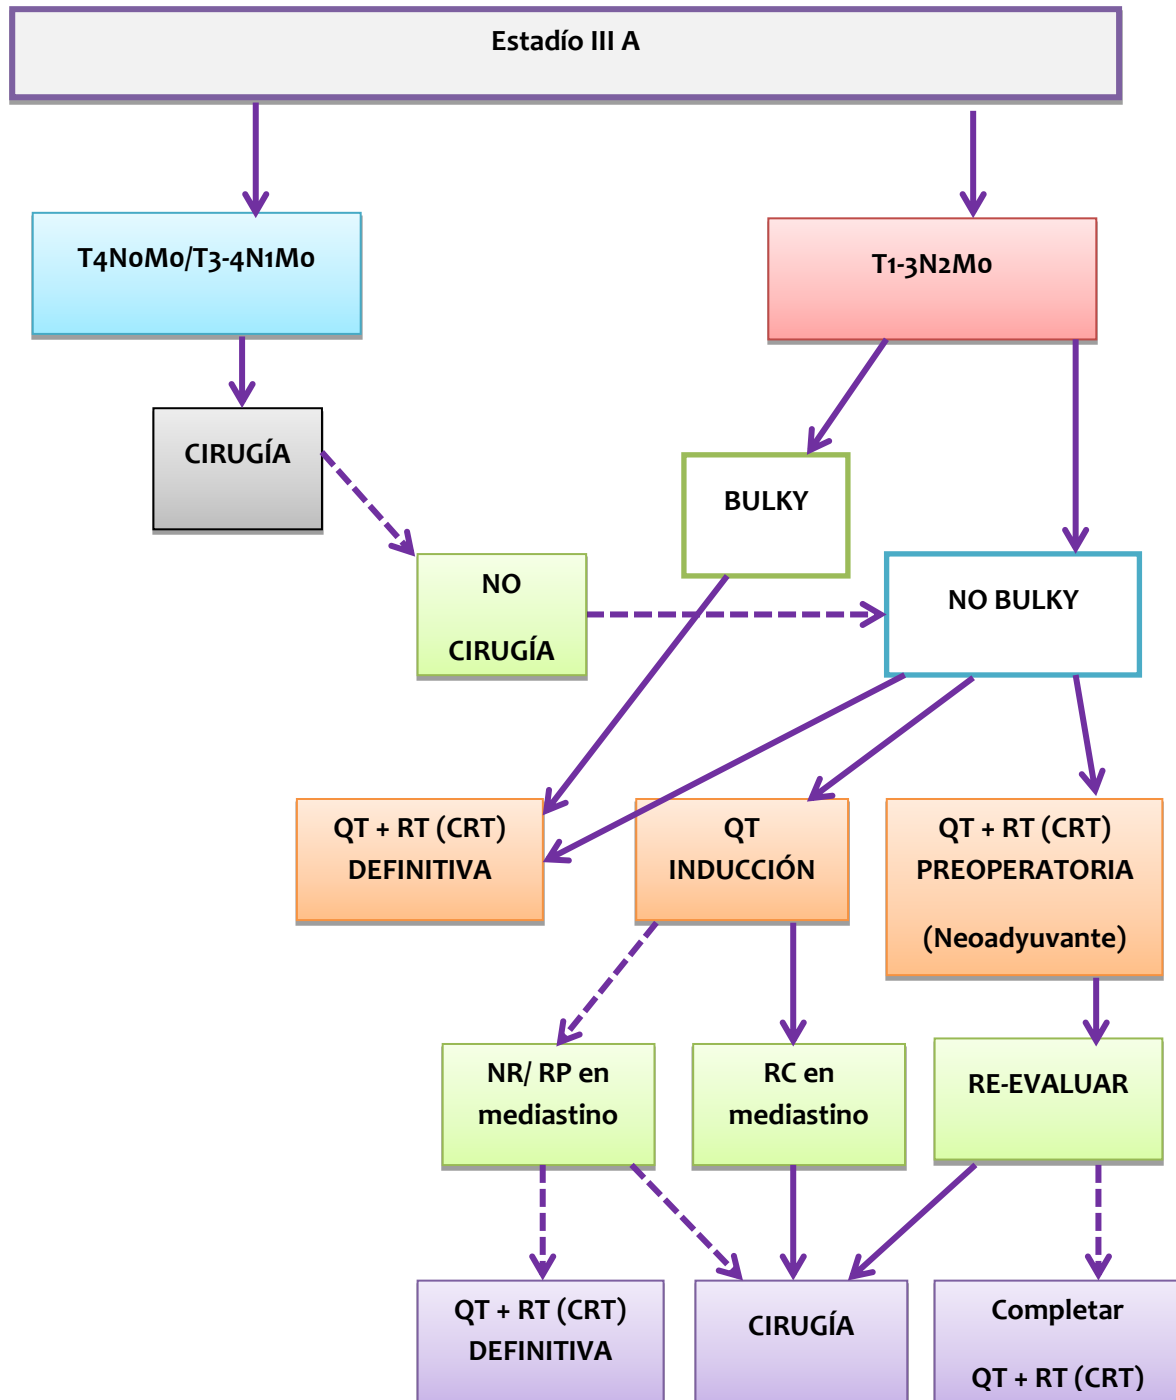 Estadío III A
T4N0M0/T3-4N1M0
T1-3N2M0
CIRUGÍA
BULKY
NO
CIRUGÍA
NO BULKY
QT + RT (CRT)
DEFINITIVA
QT
INDUCCIÓN
QT + RT (CRT)
PREOPERATORIA
(Neoadyuvante)
NR/ RP en
mediastino
RC en
mediastino
RE-EVALUAR
QT + RT (CRT)
DEFINITIVA
CIRUGÍA
Completar
QT + RT (CRT)